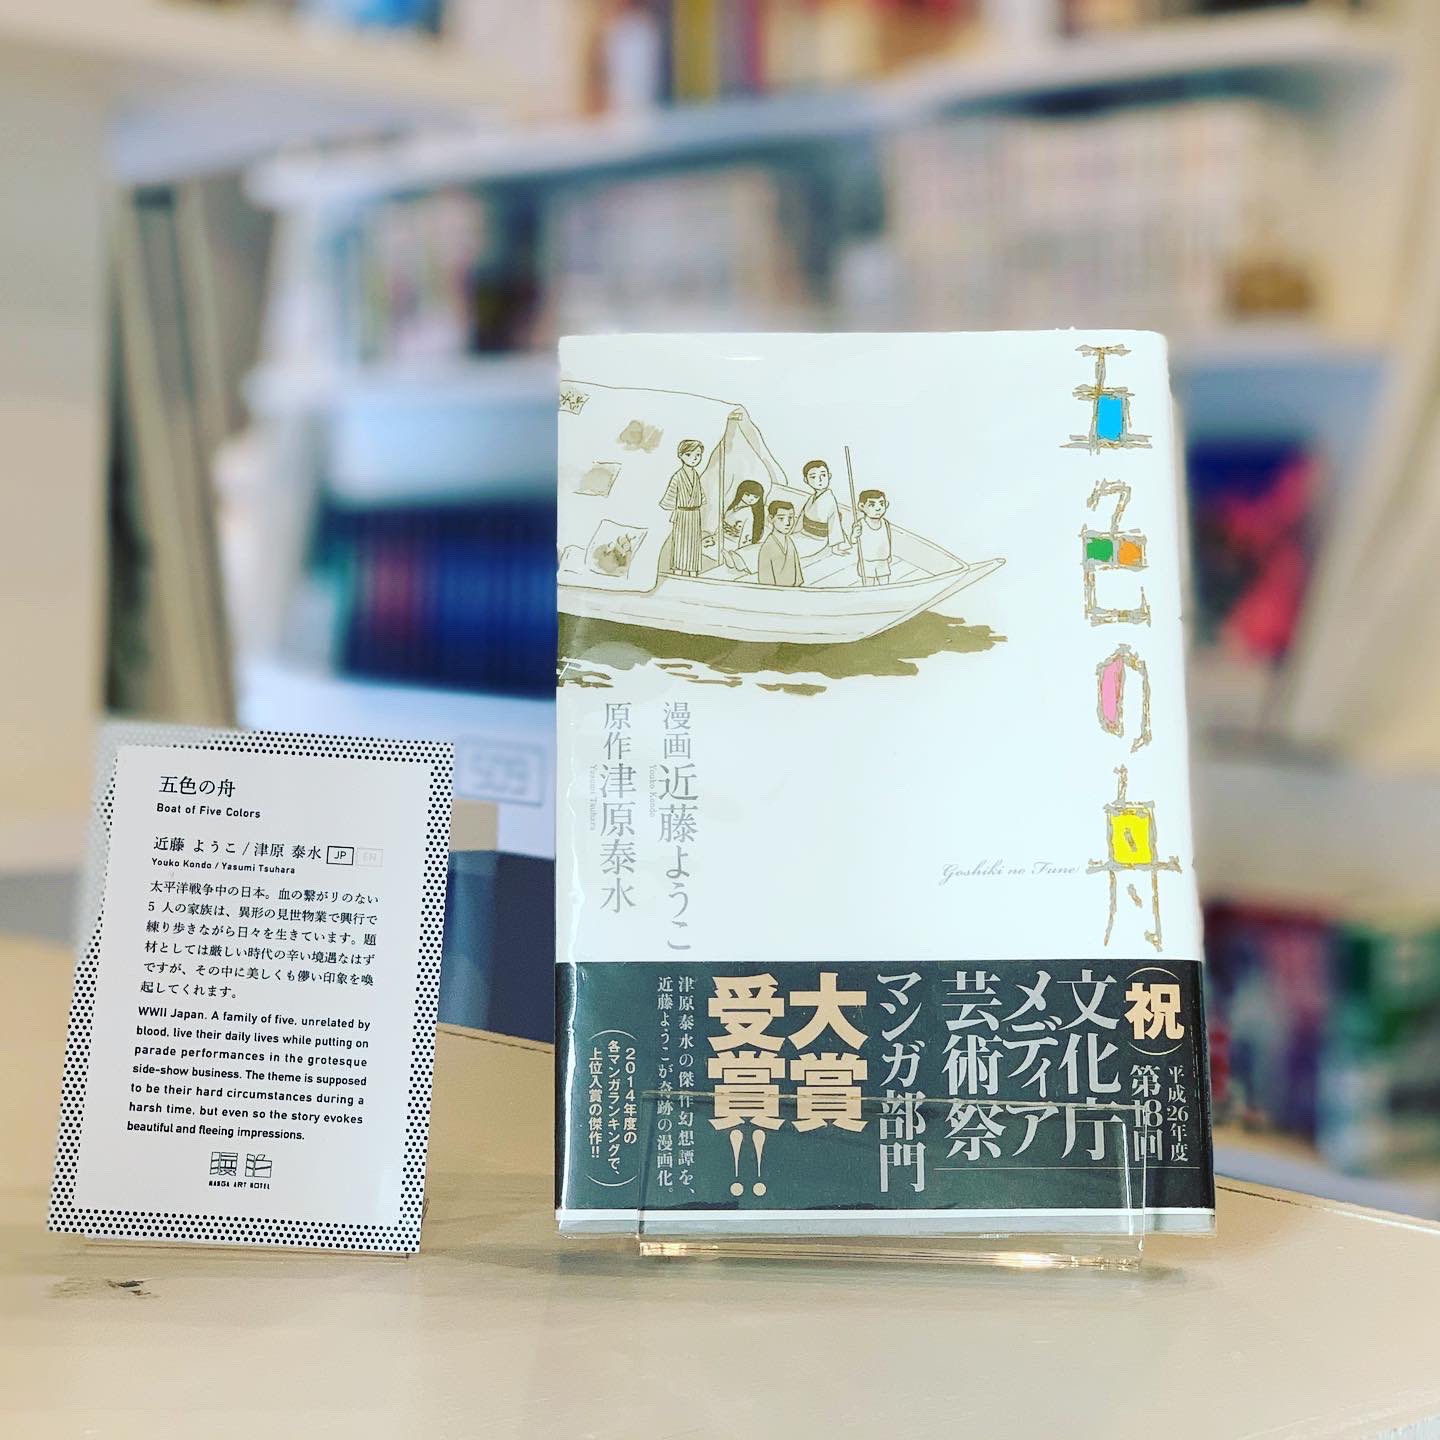 五色の舟
Boat of Five Colors
近藤 ようこ / 津原 泰水 JP EN
Youko Kondo / Yasumi Tsuhara
太平洋戦争中の日本。血の繋がりのない
5 人の家族は、異形の見世物業で興行で
練り歩きながら日々を生きています。題
材としては厳しい時代の辛い境遇なはず
ですが、その中に美しくも儚い印象を喚
起してくれます。
WWII Japan. A family of five, unrelated by
blood, live their daily lives while putting on
parade performances in the grotesque
side-show business. The theme is supposed
to be their hard circumstances during a
harsh time, but even so the story evokes
beautiful and fleeing impressions.
漫泊
MANGA ART HOTEL
509
五色の舟
Goshiki no Fune
漫画 近藤ようこ
Youko Kondo
原作 津原泰水
Yasumi Tsuhara
(祝)
平成26年度
第18回
文化庁
メディア
芸術祭
マンガ部門
大賞
受賞!!
津原泰水の傑作幻想譚を、
近藤ようこが奇跡の漫画化。
(2014年度の
各マンガランキングで、
上位入賞の傑作!!)